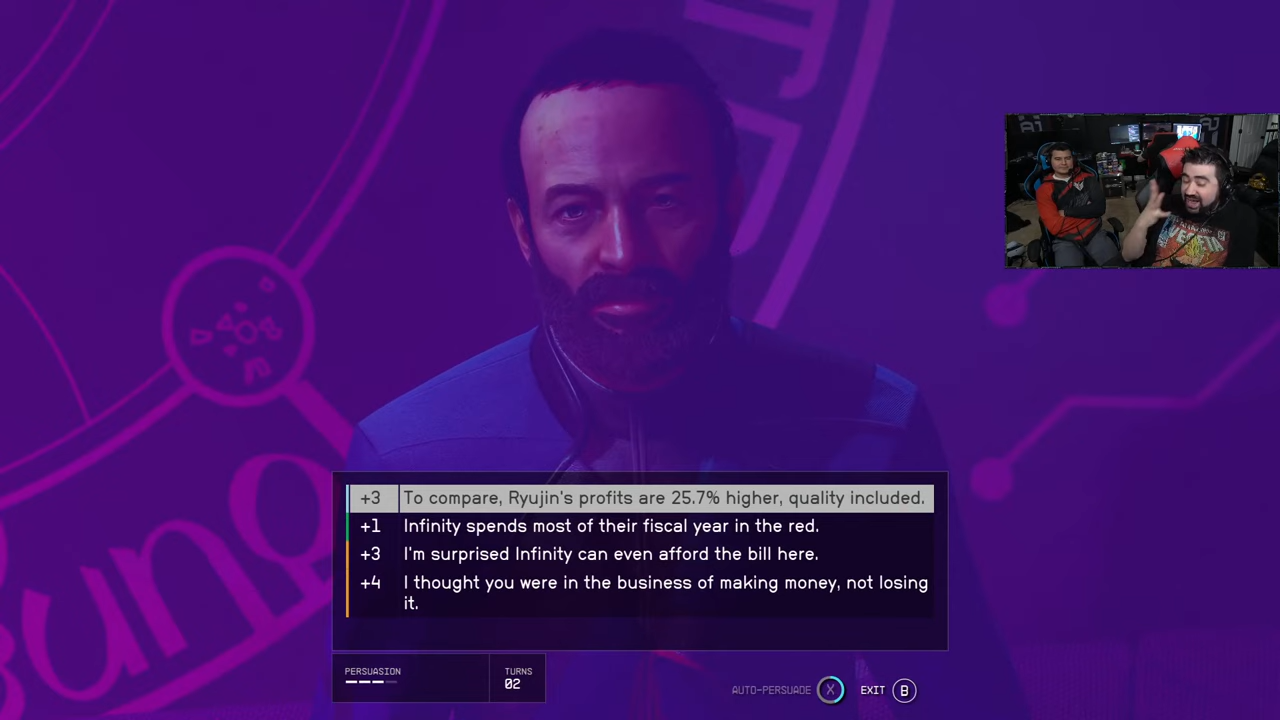 +3 To compare, Ryujin's profits are 25.7% higher, quality included.
+1 Infinity spends most of their fiscal year in the red.
+3 I'm surprised Infinity can even afford the bill here.
+4 I thought you were in the business of making money, not losing
it.
PERSUASION
TURNS
02
AUTO-PERSUADE X EXIT B